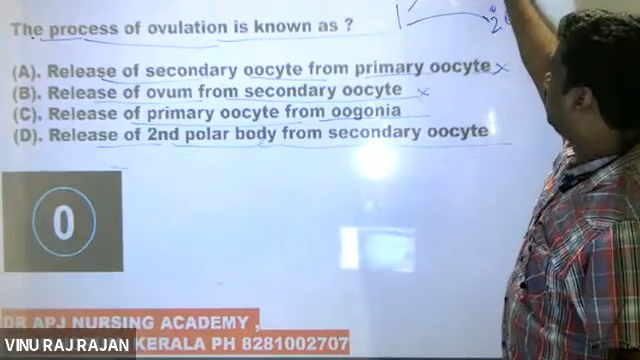 The process of ovulation is known as ?
1
2
(A). Release of secondary oocyte from primary oocyte x
(B). Release of ovum from secondary oocyte x
(C). Release of primary oocyte from oogonia
(D). Release of 2nd polar body from secondary oocyte
0
DR APJ NURSING ACADEMY ,
VINU RAJ RAJAN KERALA PH 8281002707